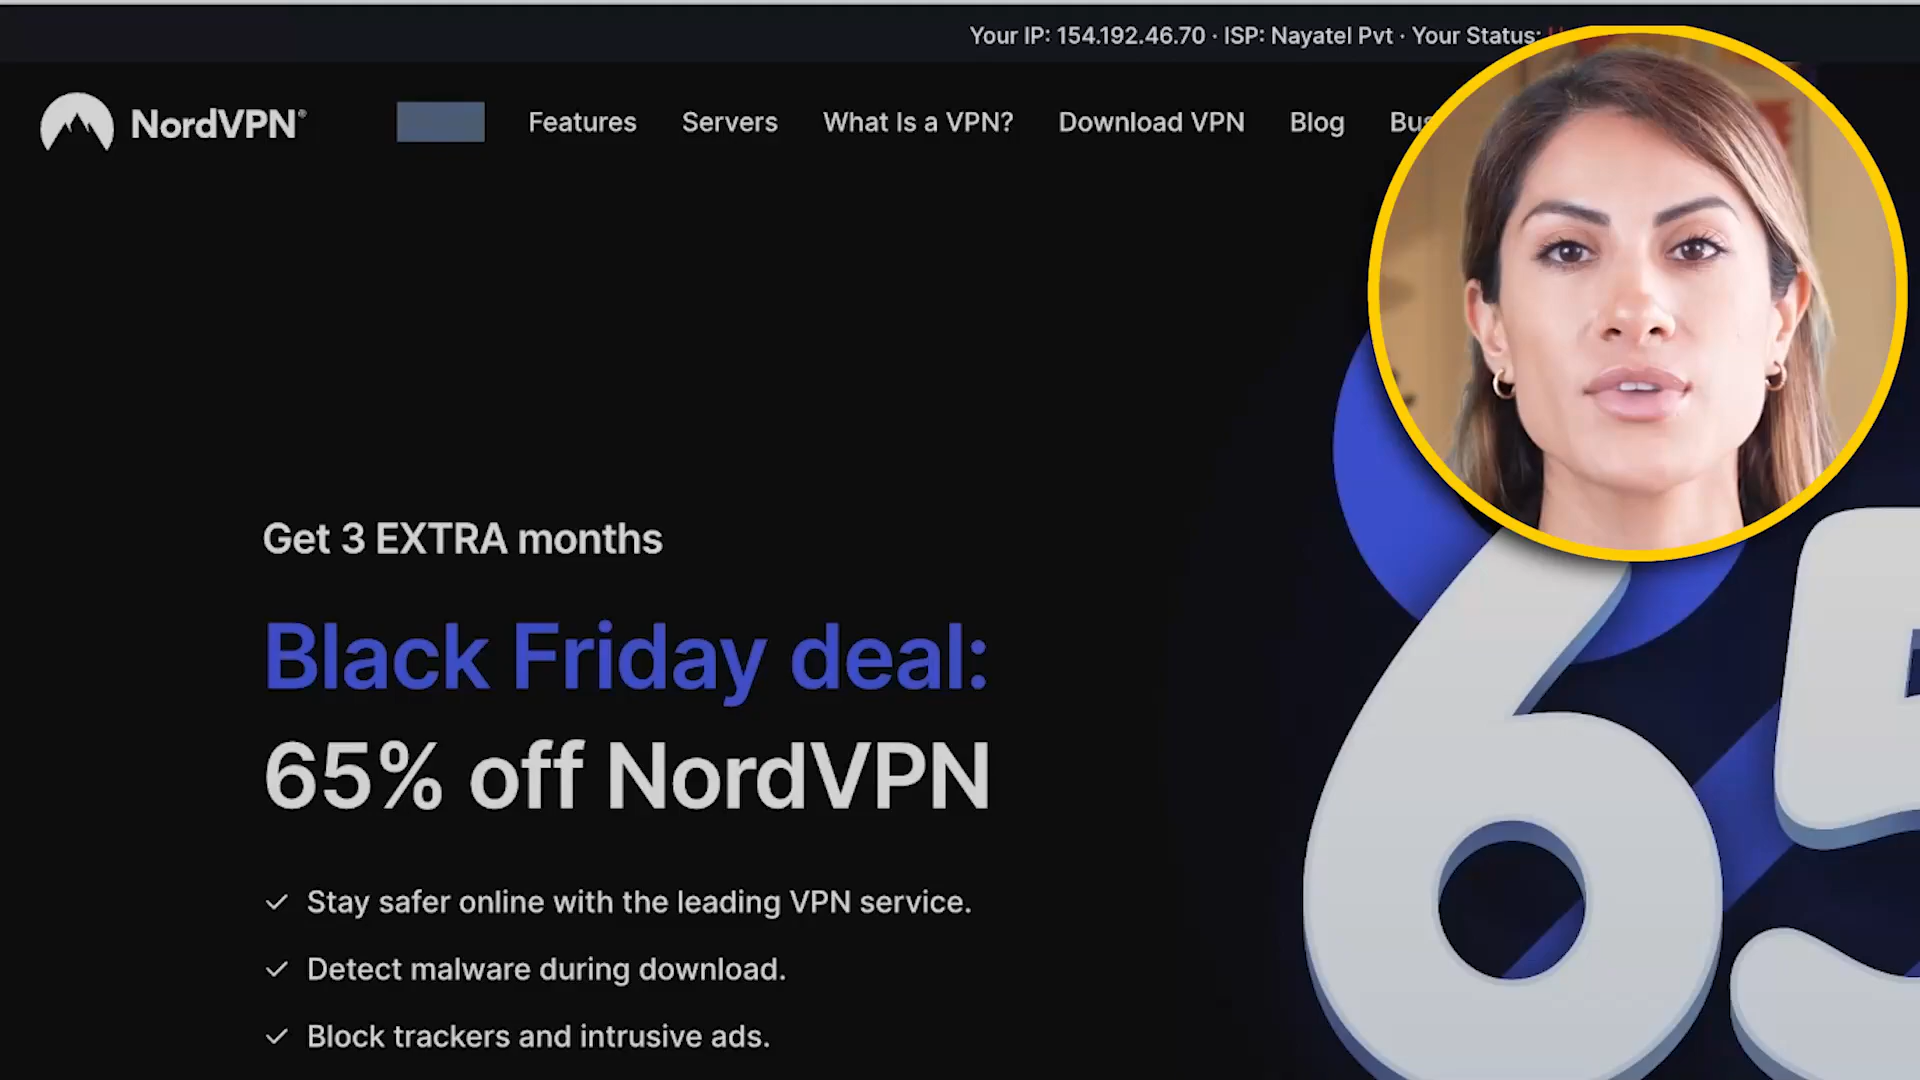 Your IP: 154.192.46.70 · ISP: Nayatel Pvt · Your Status:
NordVPN®
Features Servers What Is a VPN? Download VPN Blog
Get 3 EXTRA months
Black Friday deal:
65% off NordVPN
Stay safer online with the leading VPN service.
Detect malware during download.
Block trackers and intrusive ads.
65